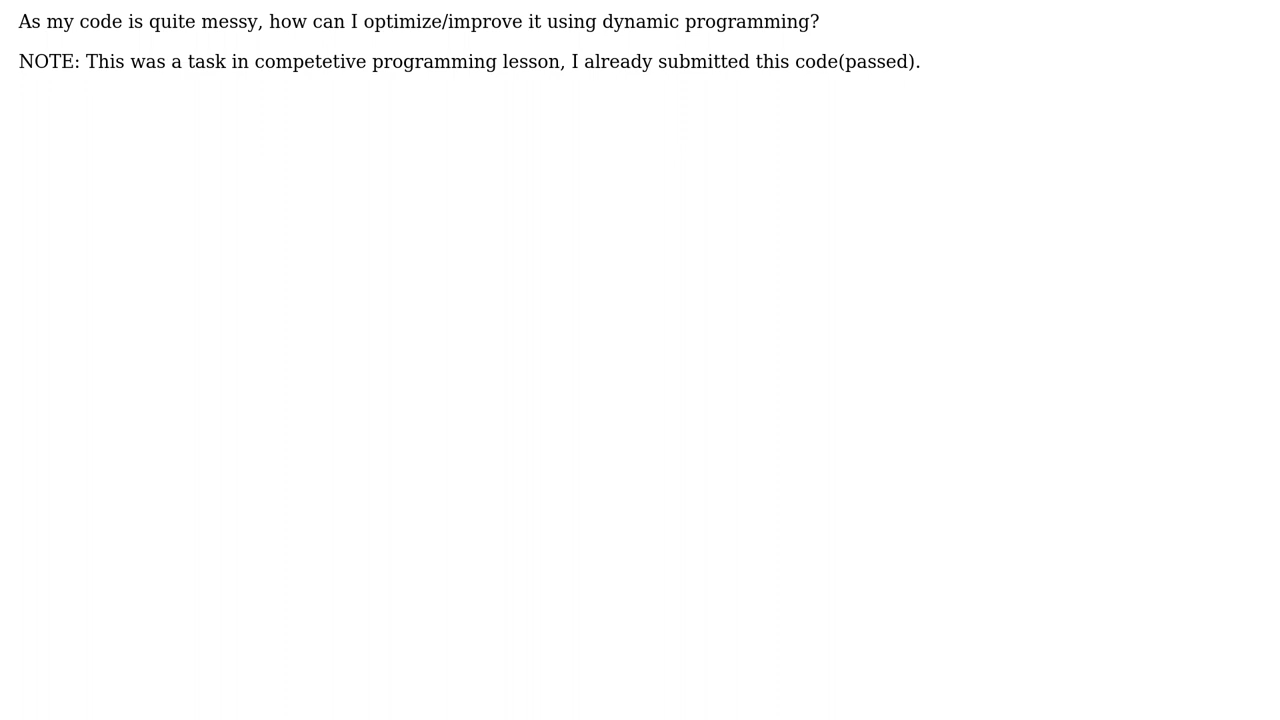 As my code is quite messy, how can I optimize/improve it using dynamic programming?
NOTE: This was a task in competetive programming lesson, I already submitted this code(passed).